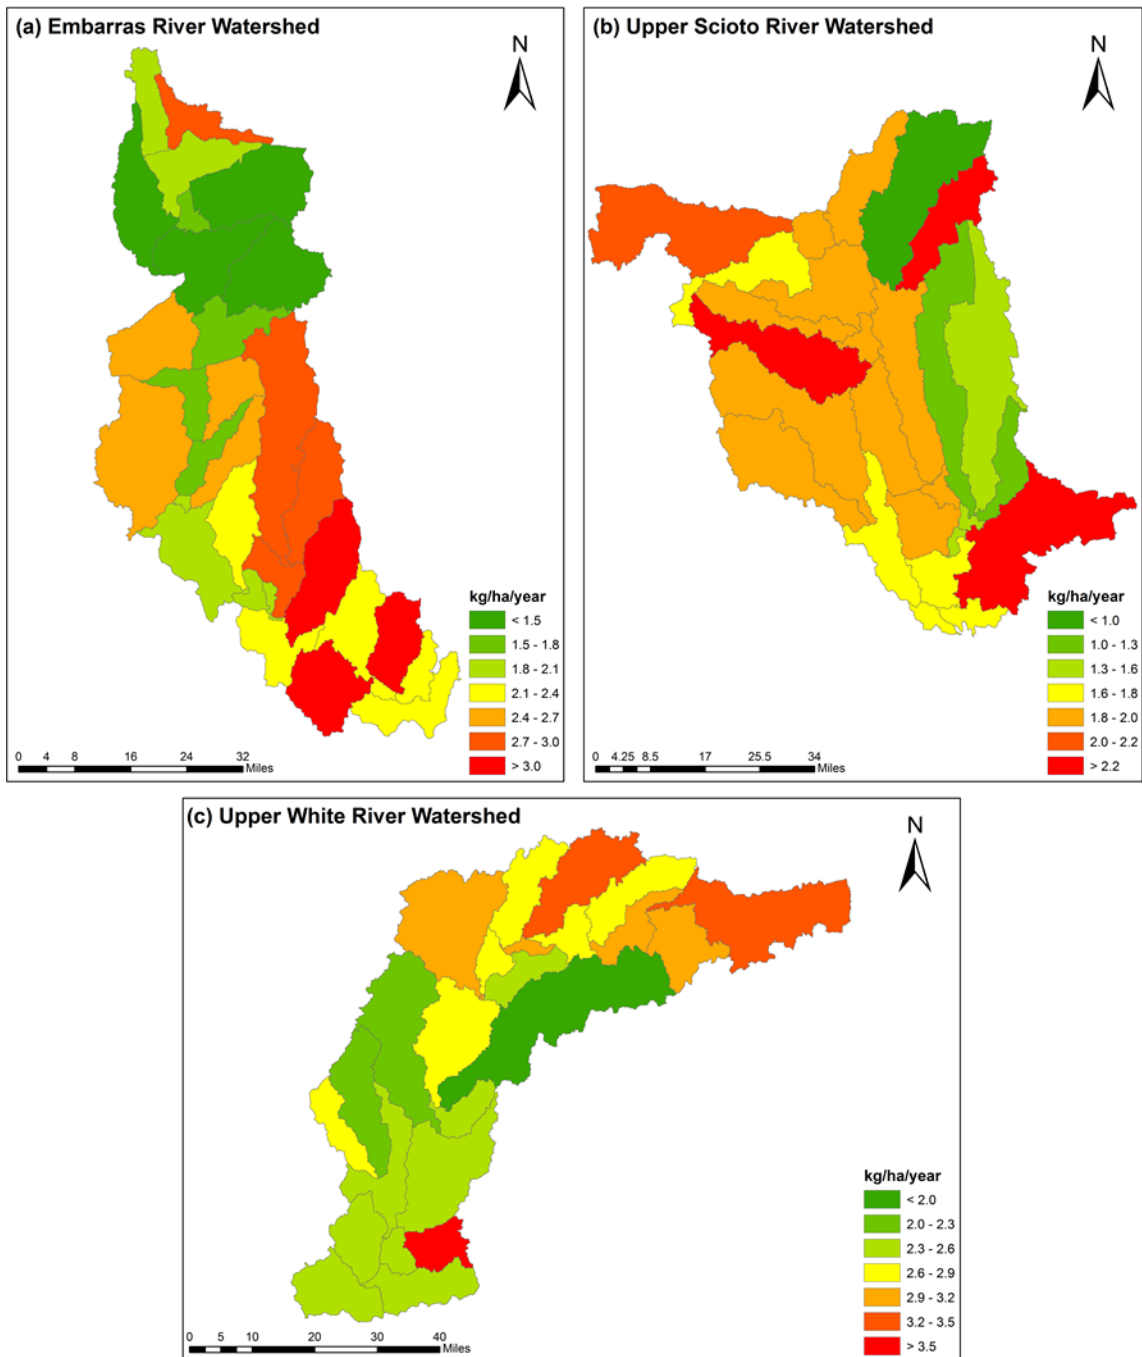 (a) Embarras River Watershed
N
kg/ha/year
< 1.5
1.5 - 1.8
1.8 - 2.1
2.1 - 2.4
2.4 - 2.7
2.7 - 3.0
> 3.0
0 4 8 16 24 32
Miles
(b) Upper Scioto River Watershed
N
kg/ha/year
< 1.0
1.0 - 1.3
1.3 - 1.6
1.6 - 1.8
1.8 - 2.0
2.0 - 2.2
> 2.2
0 4.25 8.5 17 25.5 34
Miles
(c) Upper White River Watershed
N
kg/ha/year
< 2.0
2.0 - 2.3
2.3 - 2.6
2.6 - 2.9
2.9 - 3.2
3.2 - 3.5
> 3.5
0 5 10 20 30 40
Miles